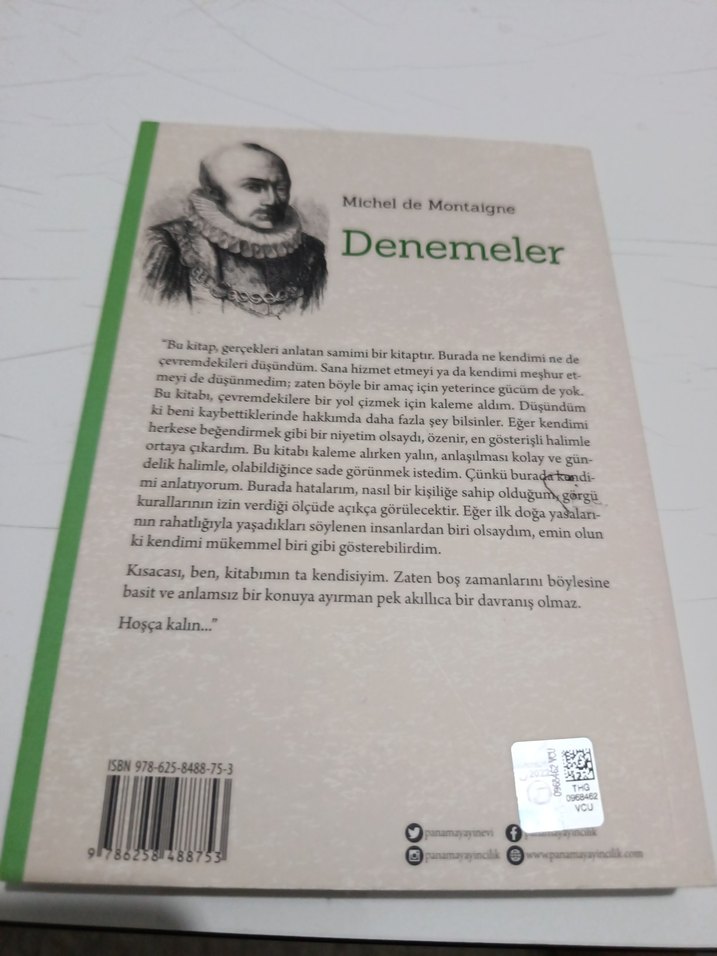 Michel de Montaigne
Denemeler
"Bu kitap, gerçekleri anlatan samimi bir kitaptır. Burada ne kendimi ne de
çevremdekileri düşündüm. Sana hizmet etmeyi ya da kendimi meşhur et-
meyi de düşünmedim; zaten böyle bir amaç için yeterince gücüm de yok.
Bu kitabı, çevremdekilere bir yol çizmek için kaleme aldım. Düşündüm
ki beni kaybettiklerinde hakkımda daha fazla şey bilsinler. Eğer kendimi
herkese beğendirmek gibi bir niyetim olsaydı, özenir, en gösterişli halimle
ortaya çıkardım. Bu kitabı kaleme alırken yalın, anlaşılması kolay ve gün-
delik halimle, olabildiğince sade görünmek istedim. Çünkü burada kendi-
mi anlatıyorum. Burada hatalarım, nasıl bir kişiliğe sahip olduğum, görgü
kurallarının izin verdiği ölçüde açıkça görülecektir. Eğer ilk doğa yasaları-
nın rahatlığıyla yaşadıkları söylenen insanlardan biri olsaydım, emin olun
ki kendimi mükemmel biri gibi gösterebilirdim.
Kısacası, ben, kitabımın ta kendisiyim. Zaten boş zamanlarını böylesine
basit ve anlamsız bir konuya ayırman pek akıllıca bir davranış olmaz.
Hoşça kalın..."
ISBN 978-625-8488-75-3
9 786258 488753
0968462 VCU
THG
0968462
VCU
panamayayinevi
panamayayincilik
panamayayincilik
www.panamayayincilik.com